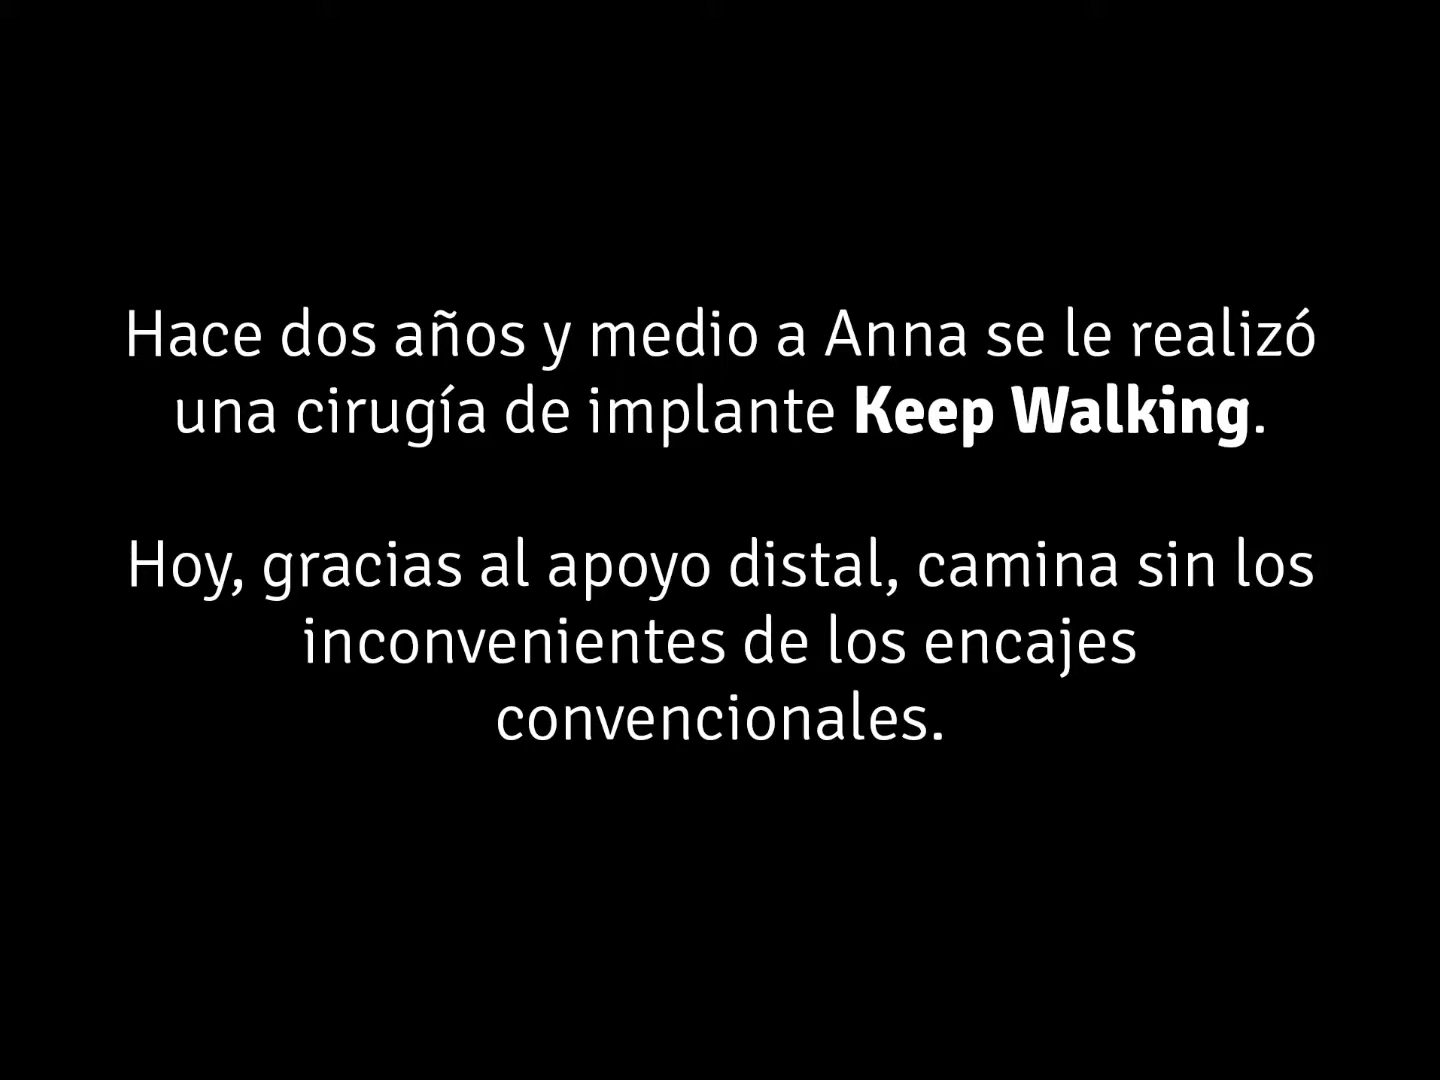 Hace dos años y medio a Anna se le realizó
una cirugía de implante Keep Walking.
Hoy, gracias al apoyo distal, camina sin los
inconvenientes de los encajes
convencionales.